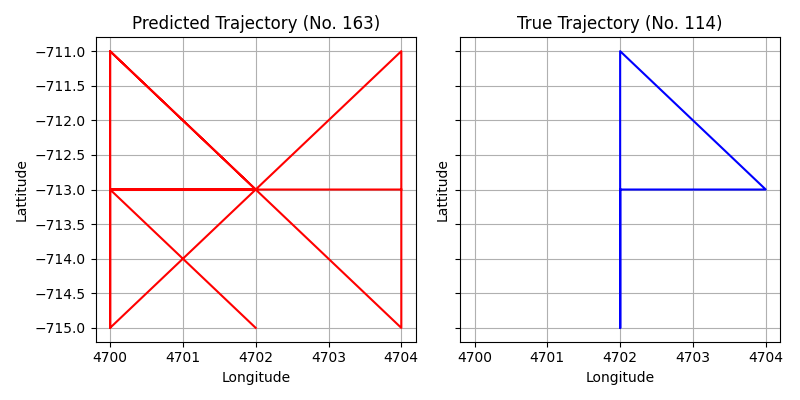 Predicted Trajectory (No. 163)
True Trajectory (No. 114)
−711.0
−711.5
−712.0
−712.5
−713.0
−713.5
−714.0
−714.5
−715.0
Lattitude
Lattitude
4700 4701 4702 4703 4704
4700 4701 4702 4703 4704
Longitude
Longitude